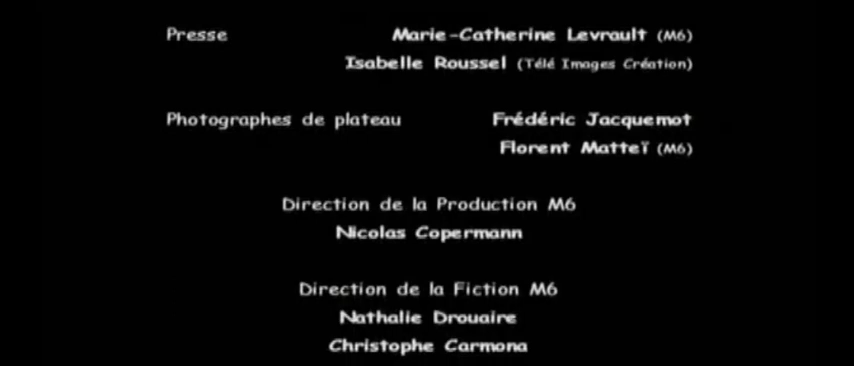 Presse Marie-Catherine Levrault (M6)
Isabelle Roussel (Télé Images Création)
Photographes de plateau Frédéric Jacquemot
Florent Matteï (M6)
Direction de la Production M6
Nicolas Copermann
Direction de la Fiction M6
Nathalie Drouaire
Christophe Carmona